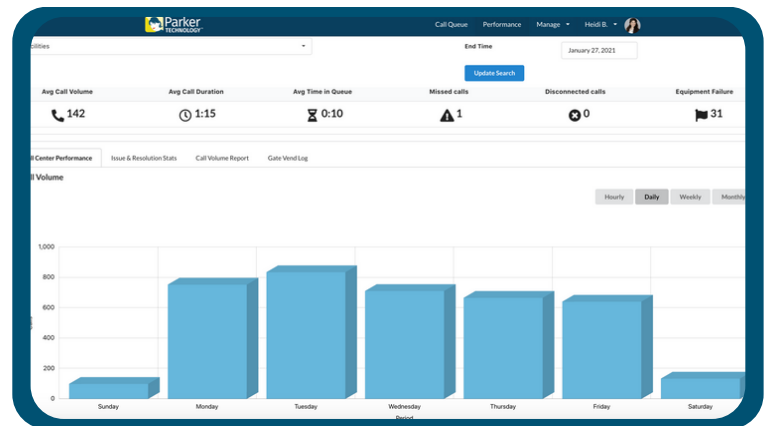 Parker
TECHNOLOGY
Call Queue Performance Manage Heidi B.
cilities
End Time
January 27, 2021
Update Search
Avg Call Volume Avg Call Duration Avg Time in Queue Missed calls Disconnected calls Equipment Failure
142 1:15 0:10 1 0 31
ll Center Performance Issue & Resolution Stats Call Volume Report Gate Vend Log
ll Volume
Hourly Daily Weekly Monthly
1,000
800
600
400
200
0
Sunday Monday Tuesday Wednesday Thursday Friday Saturday
Period